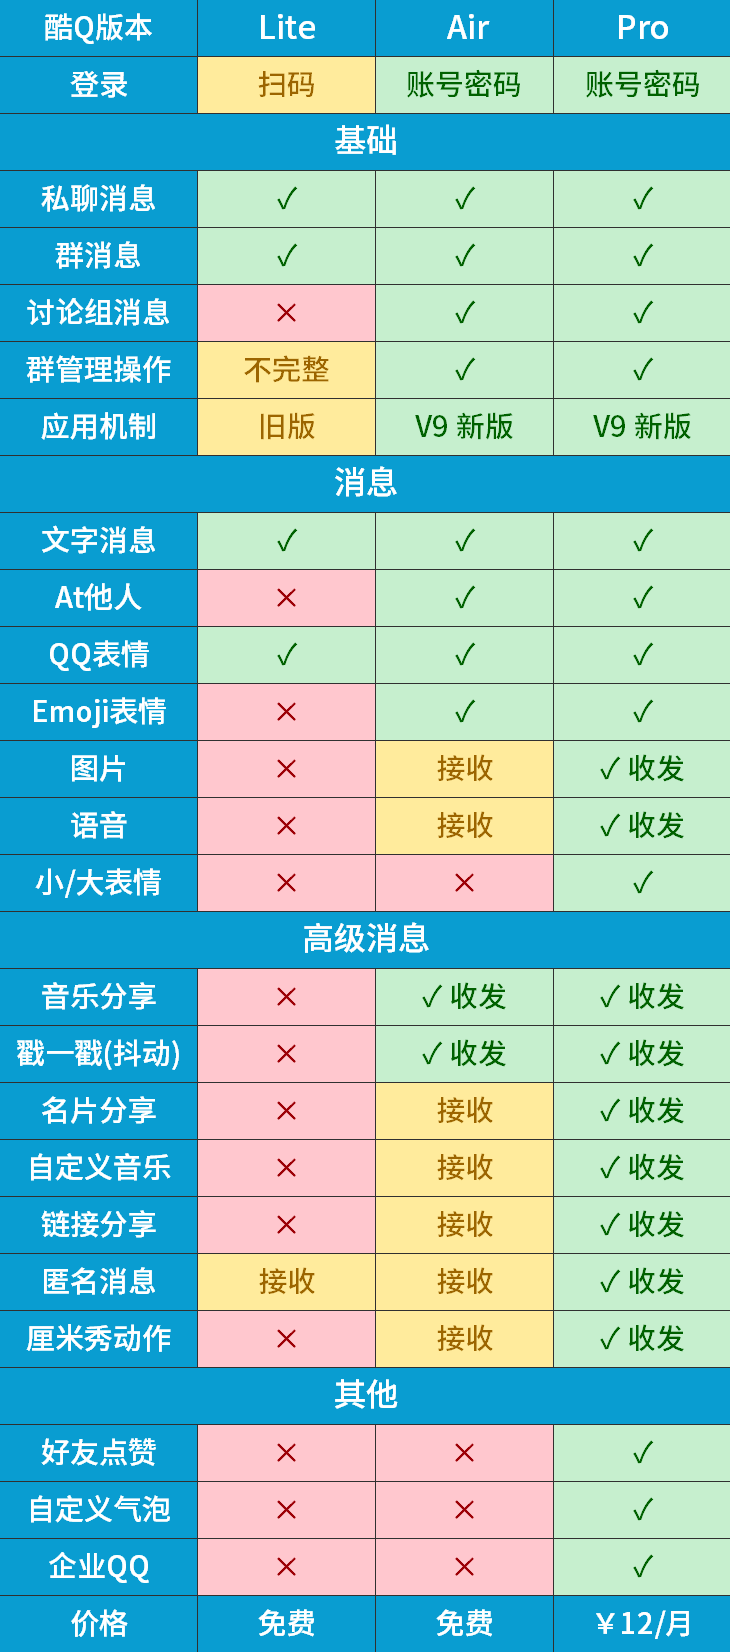 酷Q版本 Lite Air Pro
登录 扫码 账号密码 账号密码
基础
私聊消息 ✓ ✓ ✓
群消息 ✓ ✓ ✓
讨论组消息 × ✓ ✓
群管理操作 不完整 ✓ ✓
应用机制 旧版 V9 新版 V9 新版
消息
文字消息 ✓ ✓ ✓
At他人 × ✓ ✓
QQ表情 ✓ ✓ ✓
Emoji表情 × ✓ ✓
图片 × 接收 ✓ 收发
语音 × 接收 ✓ 收发
小/大表情 × × ✓
高级消息
音乐分享 × ✓ 收发 ✓ 收发
戳一戳(抖动) × ✓ 收发 ✓ 收发
名片分享 × 接收 ✓ 收发
自定义音乐 × 接收 ✓ 收发
链接分享 × 接收 ✓ 收发
匿名消息 接收 接收 ✓ 收发
厘米秀动作 × 接收 ✓ 收发
其他
好友点赞 × × ✓
自定义气泡 × × ✓
企业QQ × × ✓
价格 免费 免费 ￥12/月